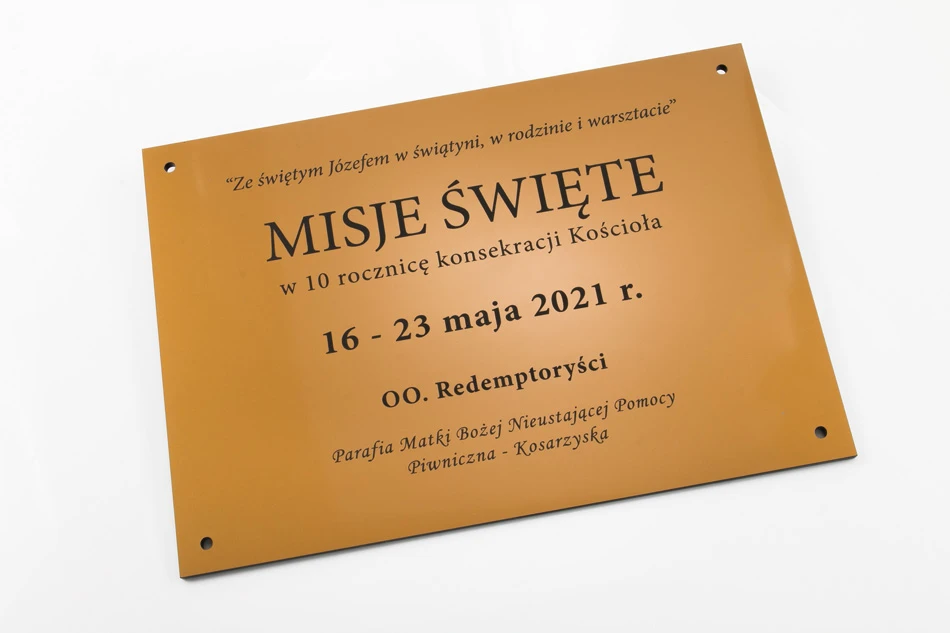 “Ze świętym Józefem w świątyni, w rodzinie i warsztacie”
MISJE ŚWIĘTE
w 10 rocznicę konsekracji Kościoła
16 - 23 maja 2021 r.
OO. Redemptoryści
Parafia Matki Bożej Nieustającej Pomocy
Piwniczna - Kosarzyska